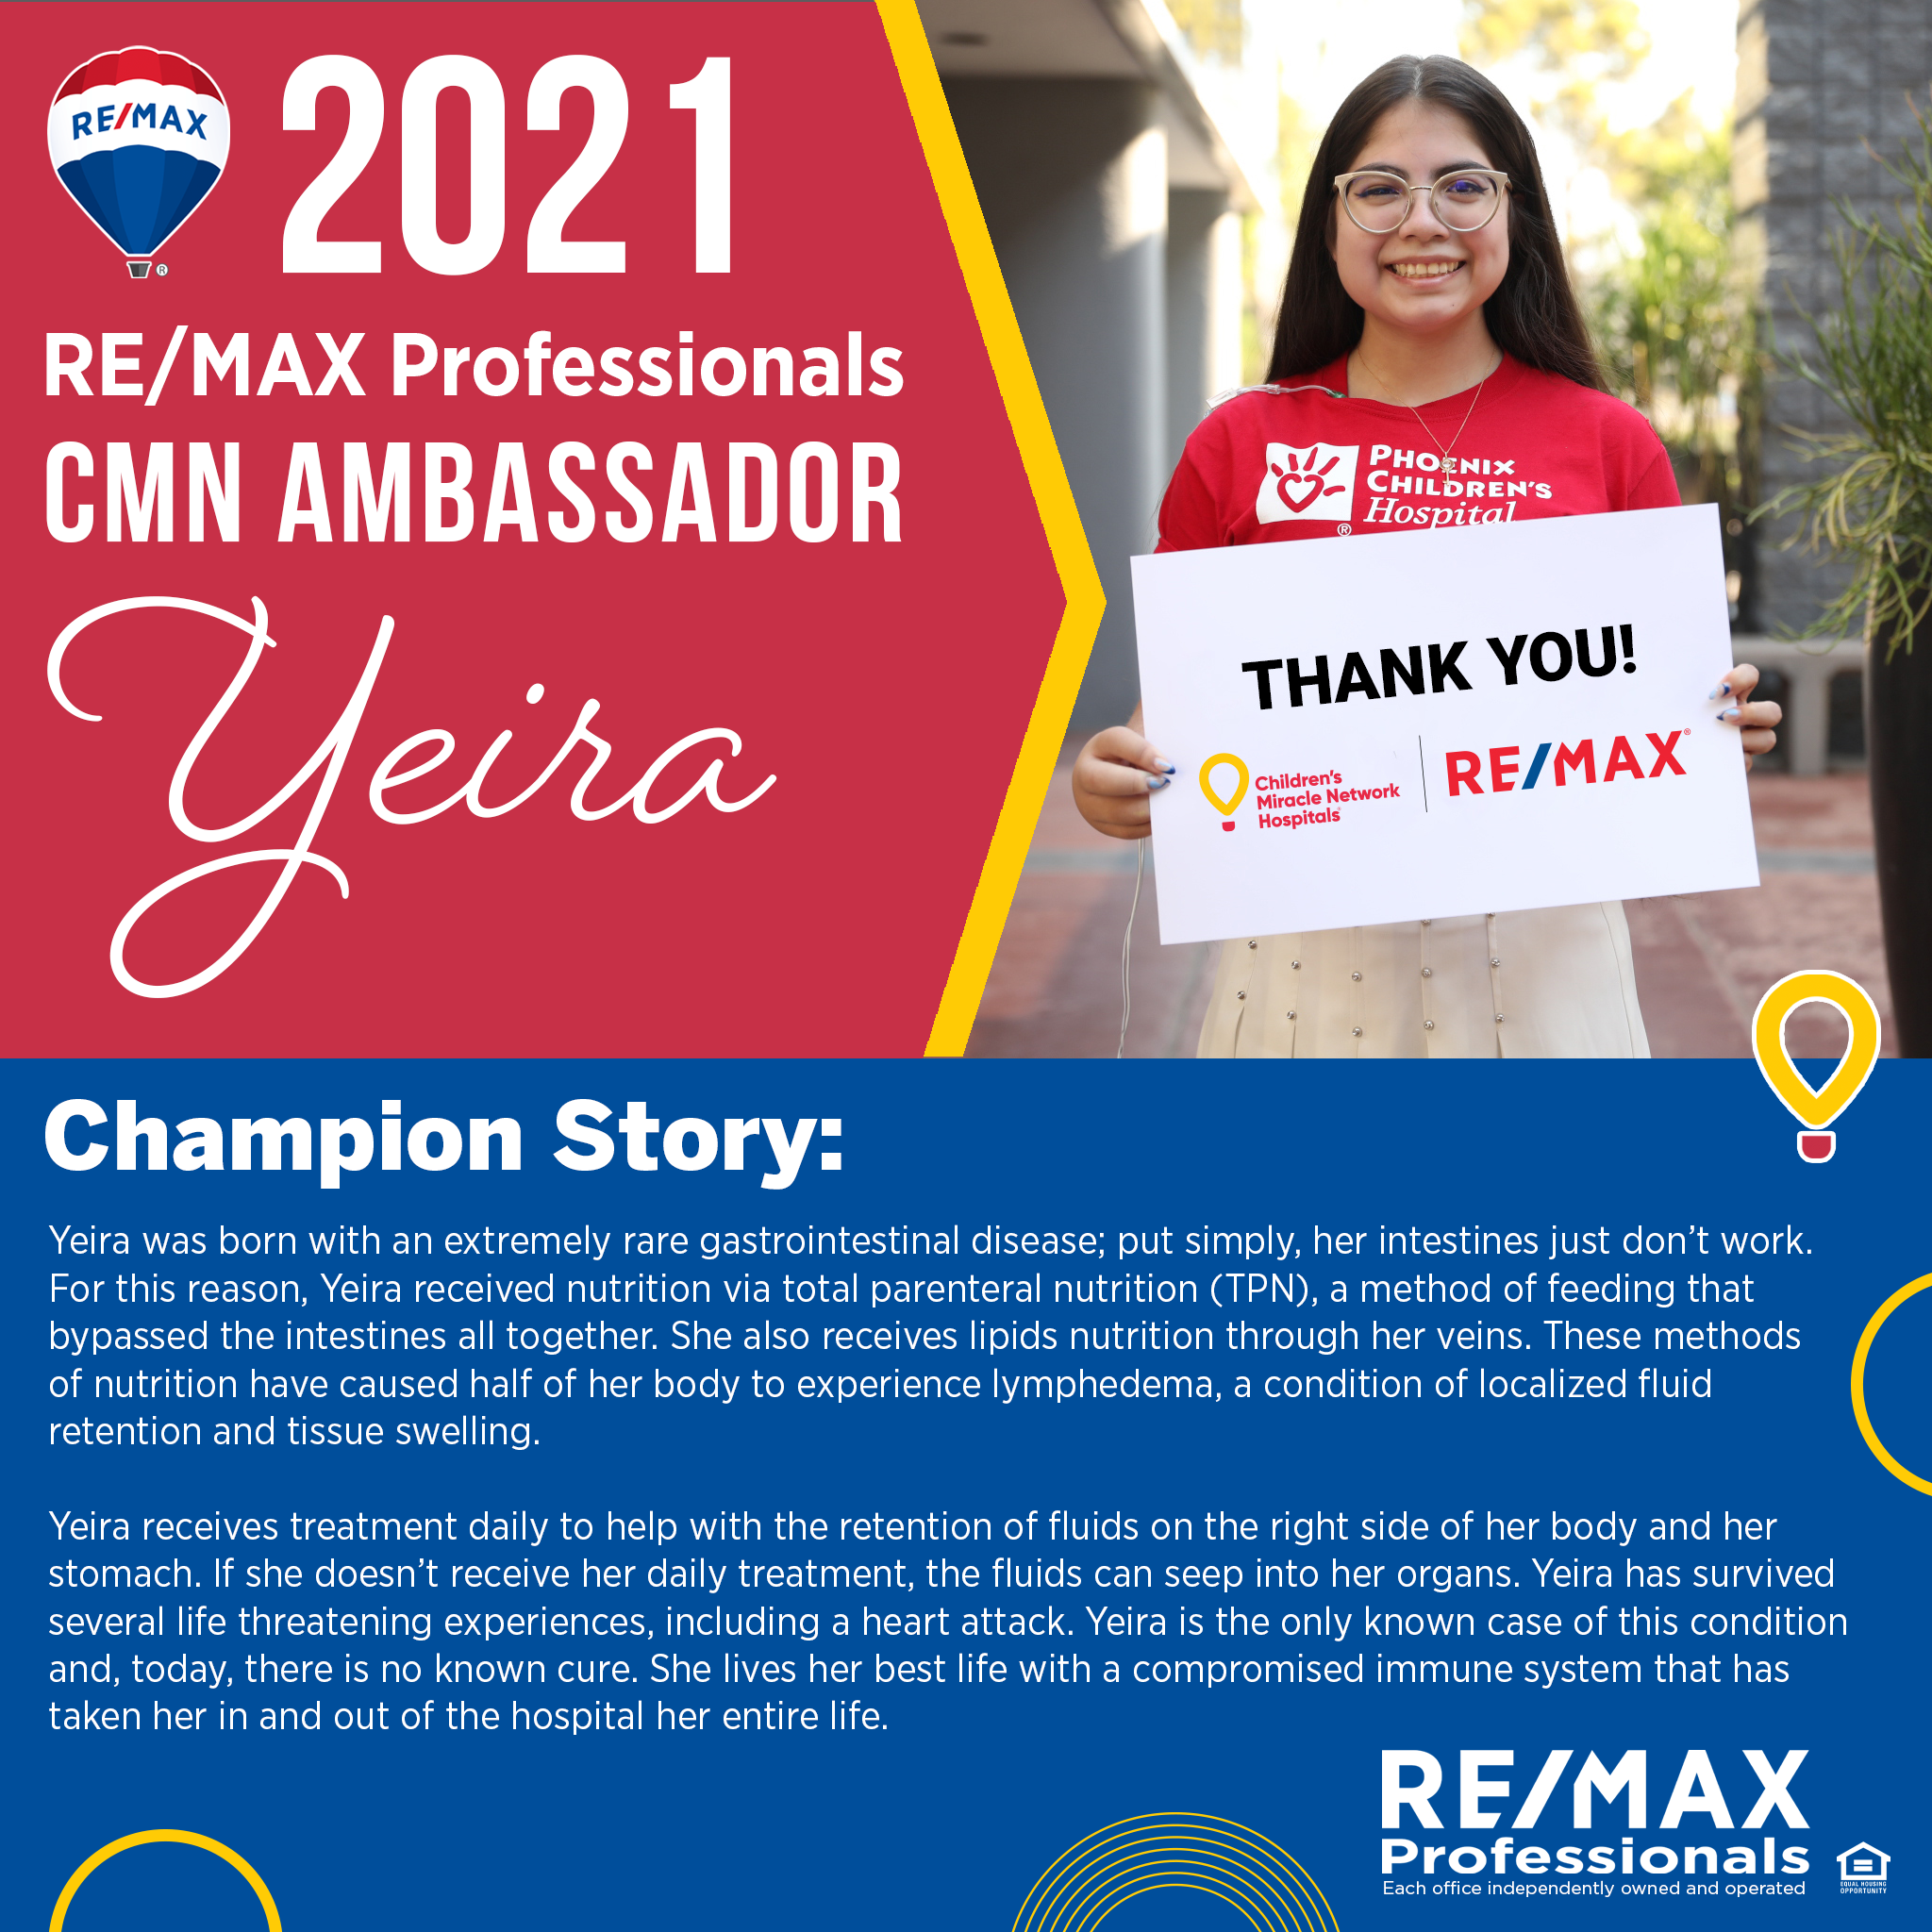 RE/MAX
®
2021
RE/MAX Professionals
CMN AMBASSADOR
Yeira
PHOENIX
CHILDREN'S
Hospital
®
THANK YOU!
Children's
Miracle Network
Hospitals
RE/MAX®
Champion Story:
Yeira was born with an extremely rare gastrointestinal disease; put simply, her intestines just don’t work.
For this reason, Yeira received nutrition via total parenteral nutrition (TPN), a method of feeding that
bypassed the intestines all together. She also receives lipids nutrition through her veins. These methods
of nutrition have caused half of her body to experience lymphedema, a condition of localized fluid
retention and tissue swelling.
Yeira receives treatment daily to help with the retention of fluids on the right side of her body and her
stomach. If she doesn’t receive her daily treatment, the fluids can seep into her organs. Yeira has survived
several life threatening experiences, including a heart attack. Yeira is the only known case of this condition
and, today, there is no known cure. She lives her best life with a compromised immune system that has
taken her in and out of the hospital her entire life.
RE/MAX
Professionals
Each office independently owned and operated
EQUAL HOUSING
OPPORTUNITY